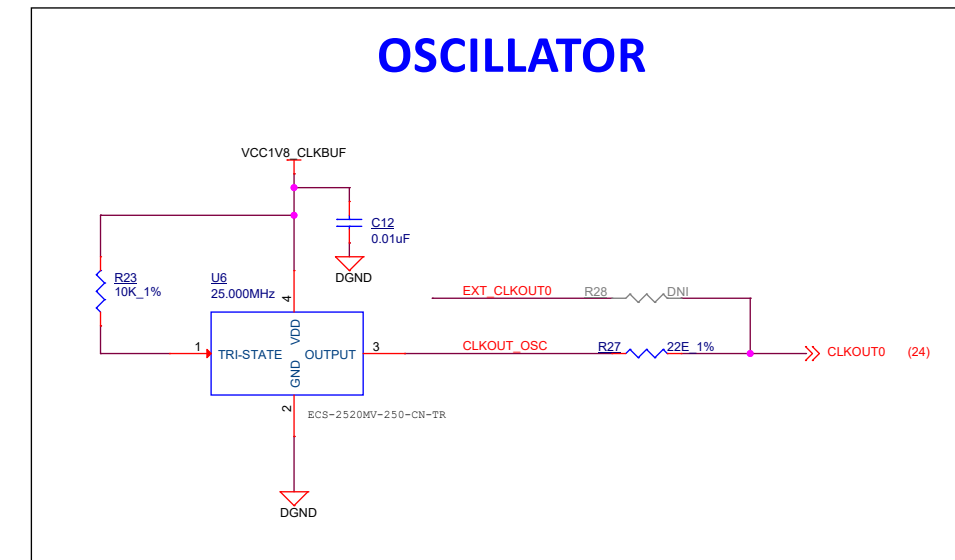 OSCILLATOR
VCC1V8_CLKBUF
C12
0.01uF
DGND
R23
10K_1%
U6
25.000MHz
4
EXT_CLKOUT0 R28 DNI
1 TRI-STATE VDD GND OUTPUT 3 CLKOUT_OSC R27 22E_1% CLKOUT0 (24)
2
ECS-2520MV-250-CN-TR
DGND